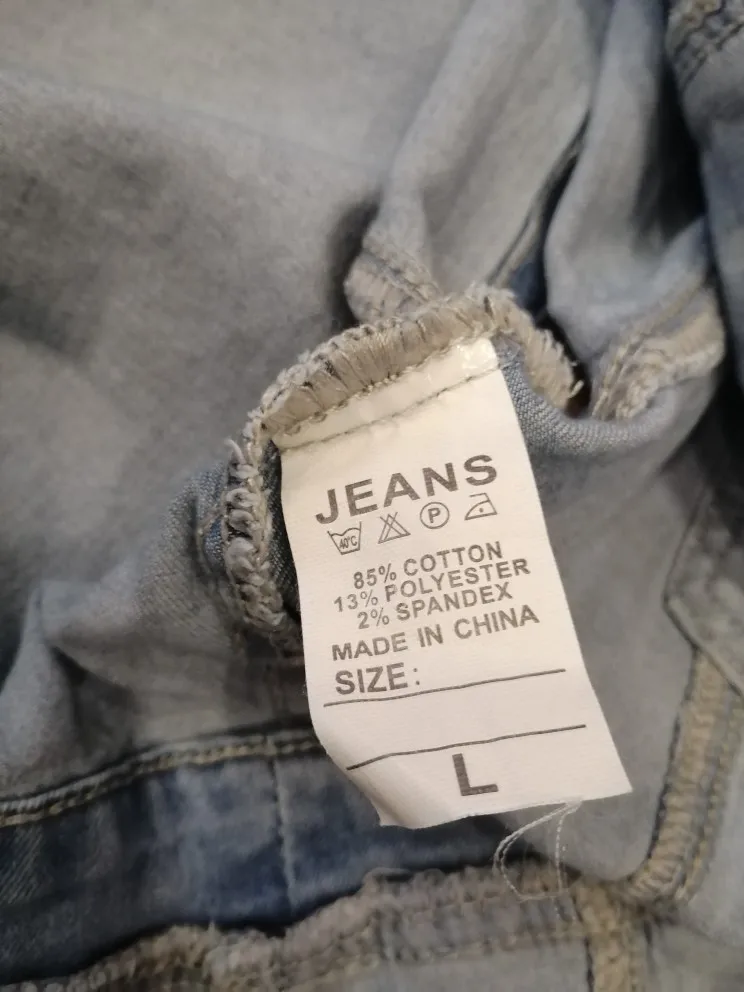 JEANS
40°C P
85% COTTON
13% POLYESTER
2% SPANDEX
MADE IN CHINA
SIZE:
L